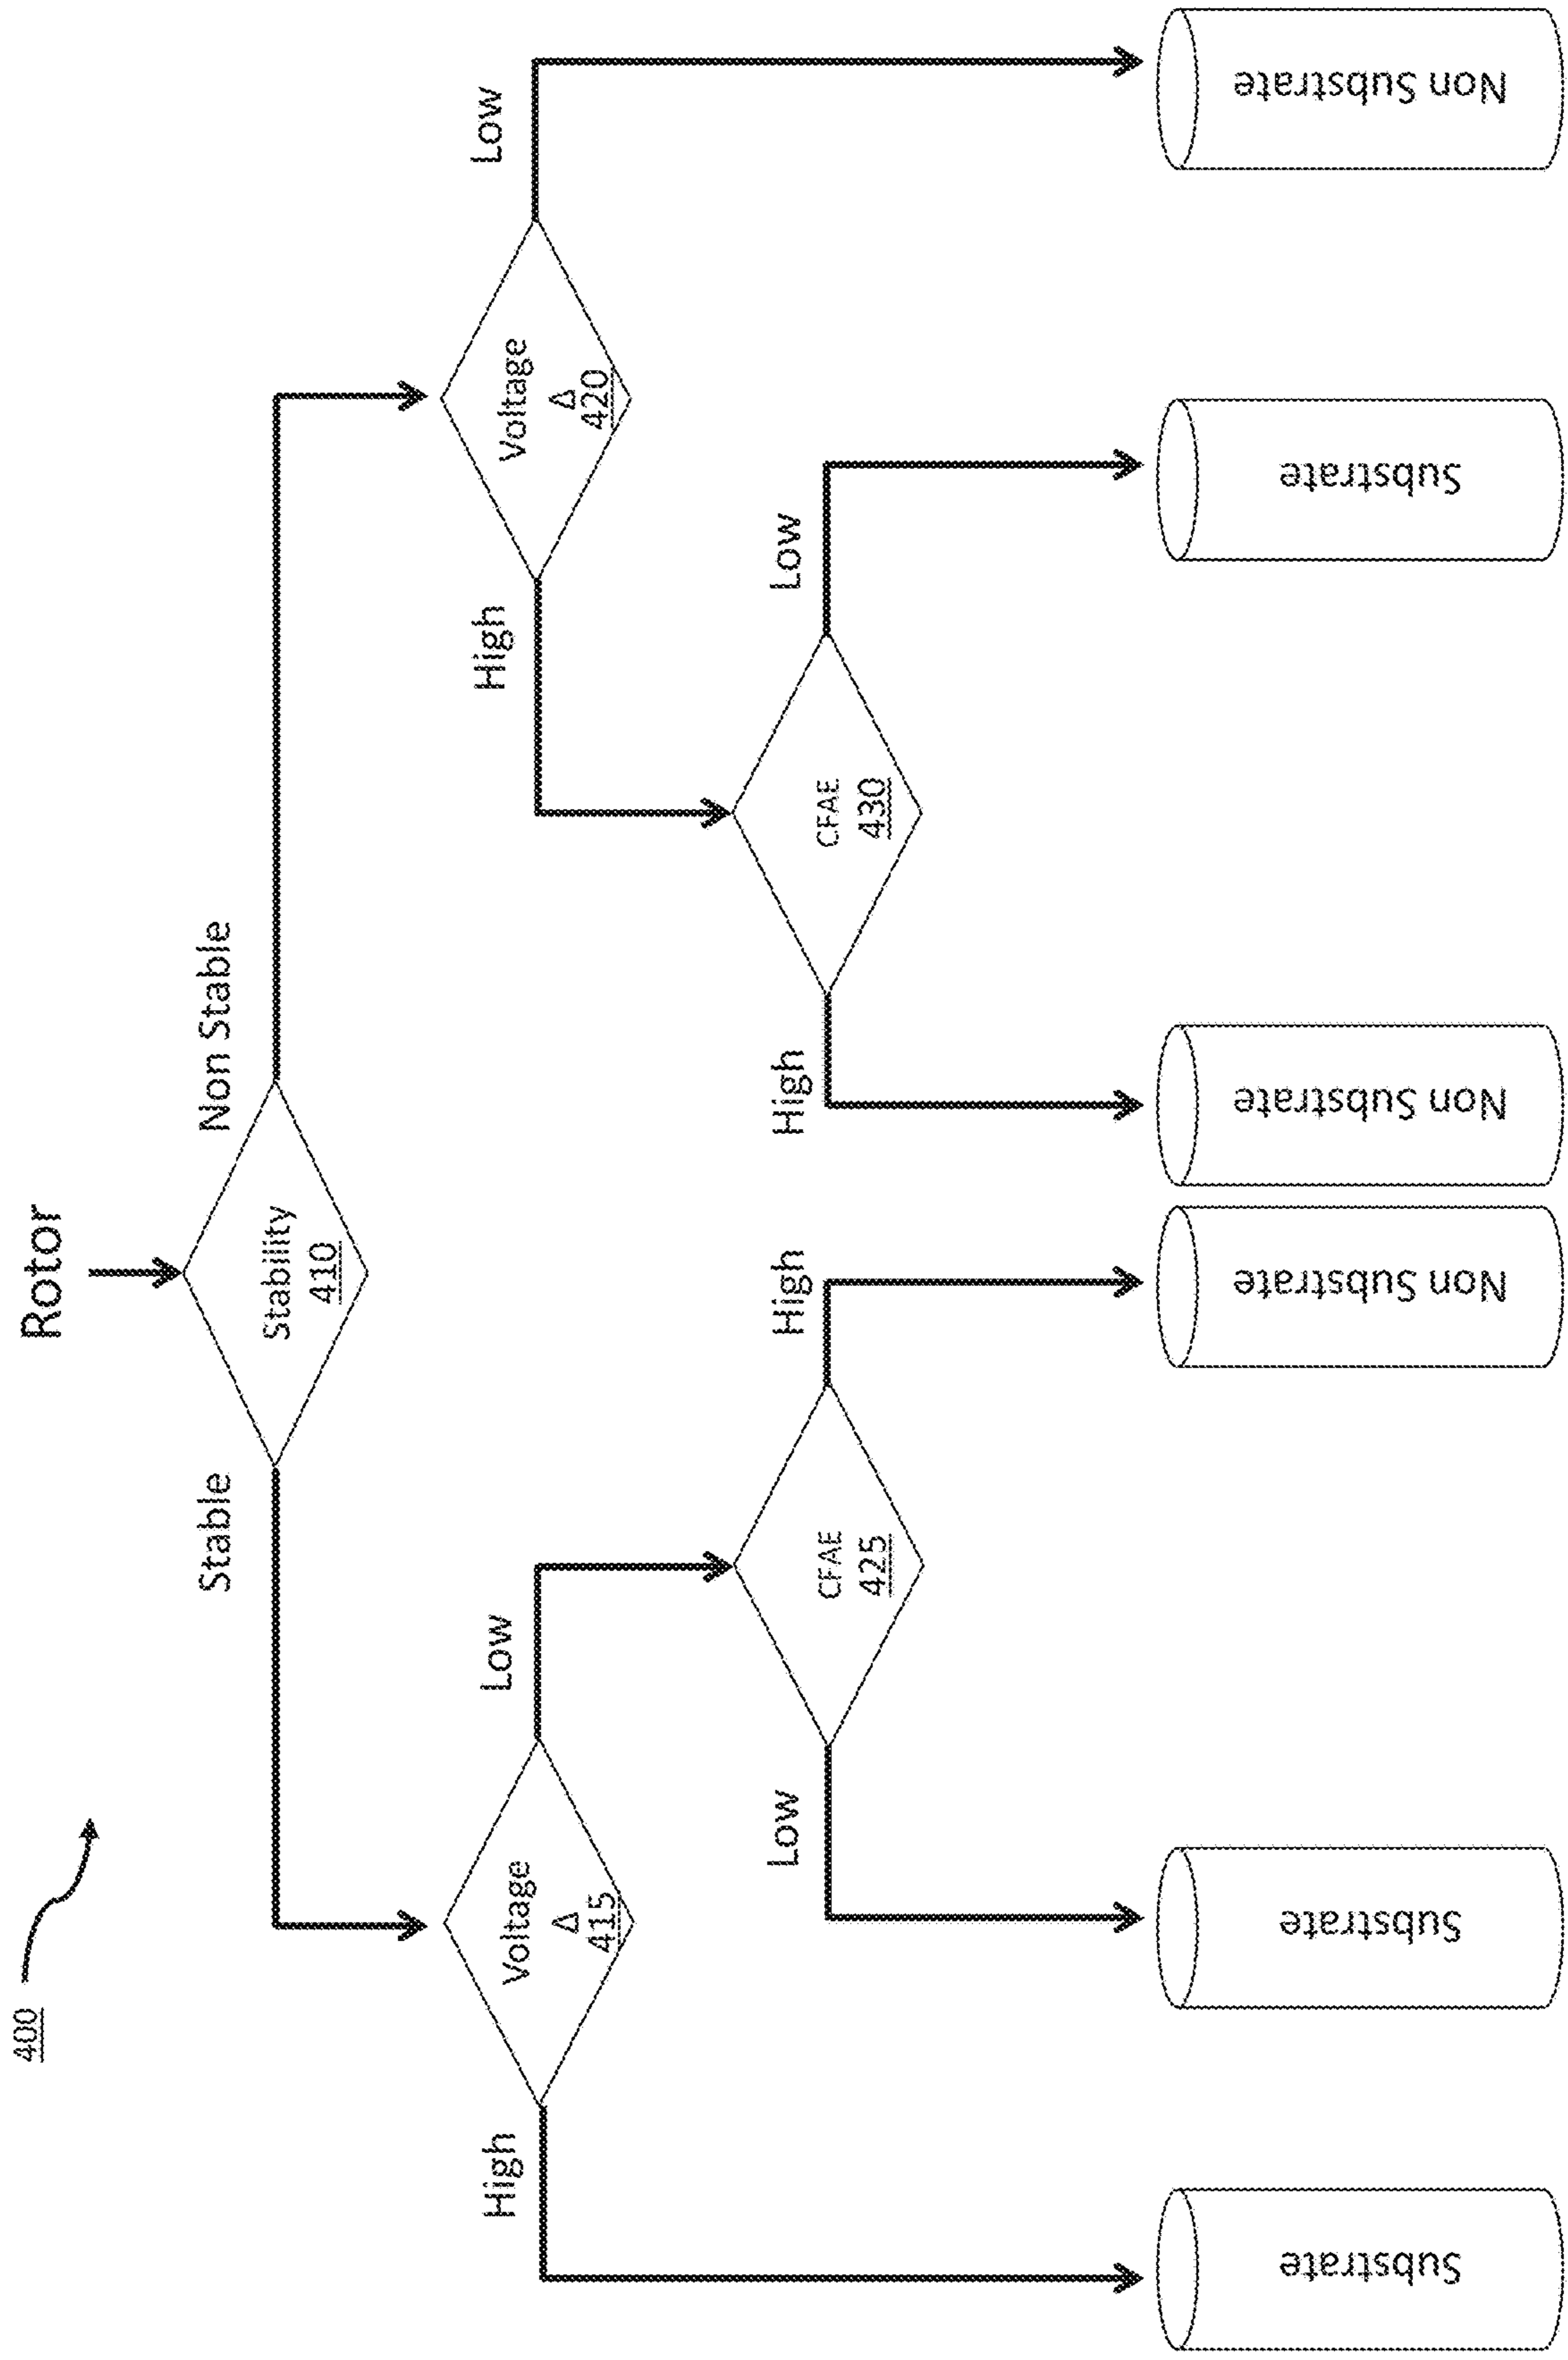 400
Rotor
Stability
410
Stable
Non Stable
Voltage
Δ
415
High
Low
Voltage
Δ
420
High
Low
CFAE
425
Low
High
CFAE
430
High
Low
Substrate
Substrate
Non Substrate
Non Substrate
Substrate
Non Substrate